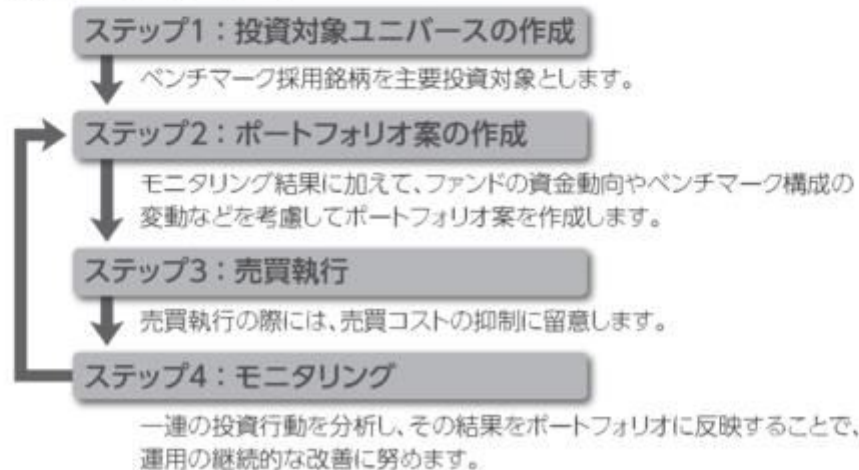 ステップ1：投資対象ユニバースの作成
ベンチマーク採用銘柄を主要投資対象とします。
ステップ2：ポートフォリオ案の作成
モニタリング結果に加えて、ファンドの資金動向やベンチマーク構成の
変動などを考慮してポートフォリオ案を作成します。
ステップ3：売買執行
売買執行の際には、売買コストの抑制に留意します。
ステップ4：モニタリング
一連の投資行動を分析し、その結果をポートフォリオに反映することで、
運用の継続的な改善に努めます。